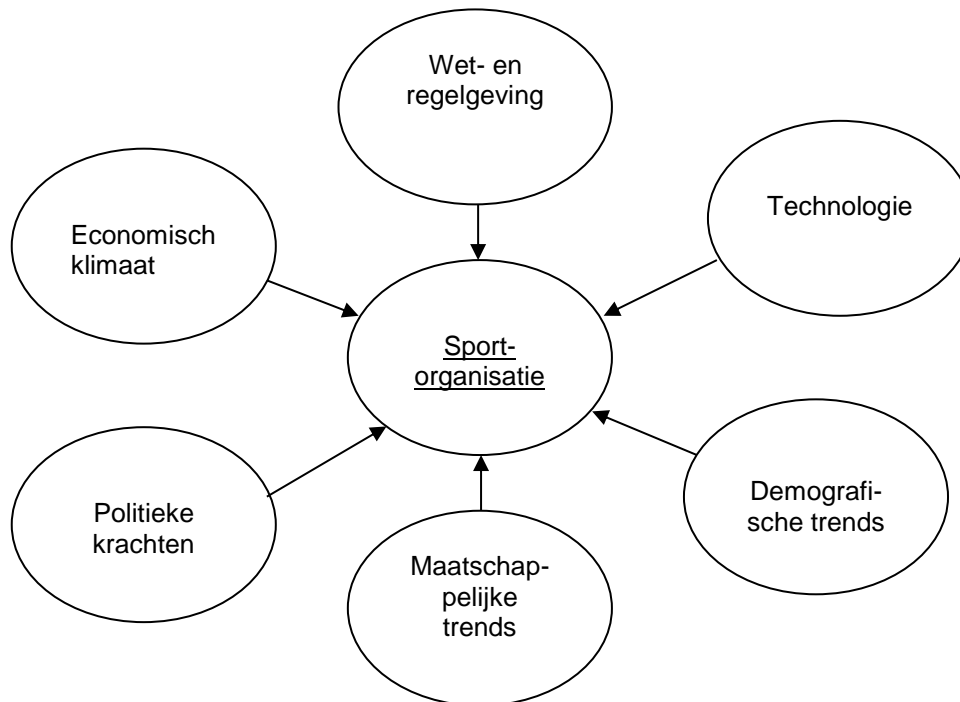 Wet- en
regelgeving
Technologie
Economisch
klimaat
Sport-
organisatie
Demografi-
sche trends
Politieke
krachten
Maatschap-
pelijke
trends